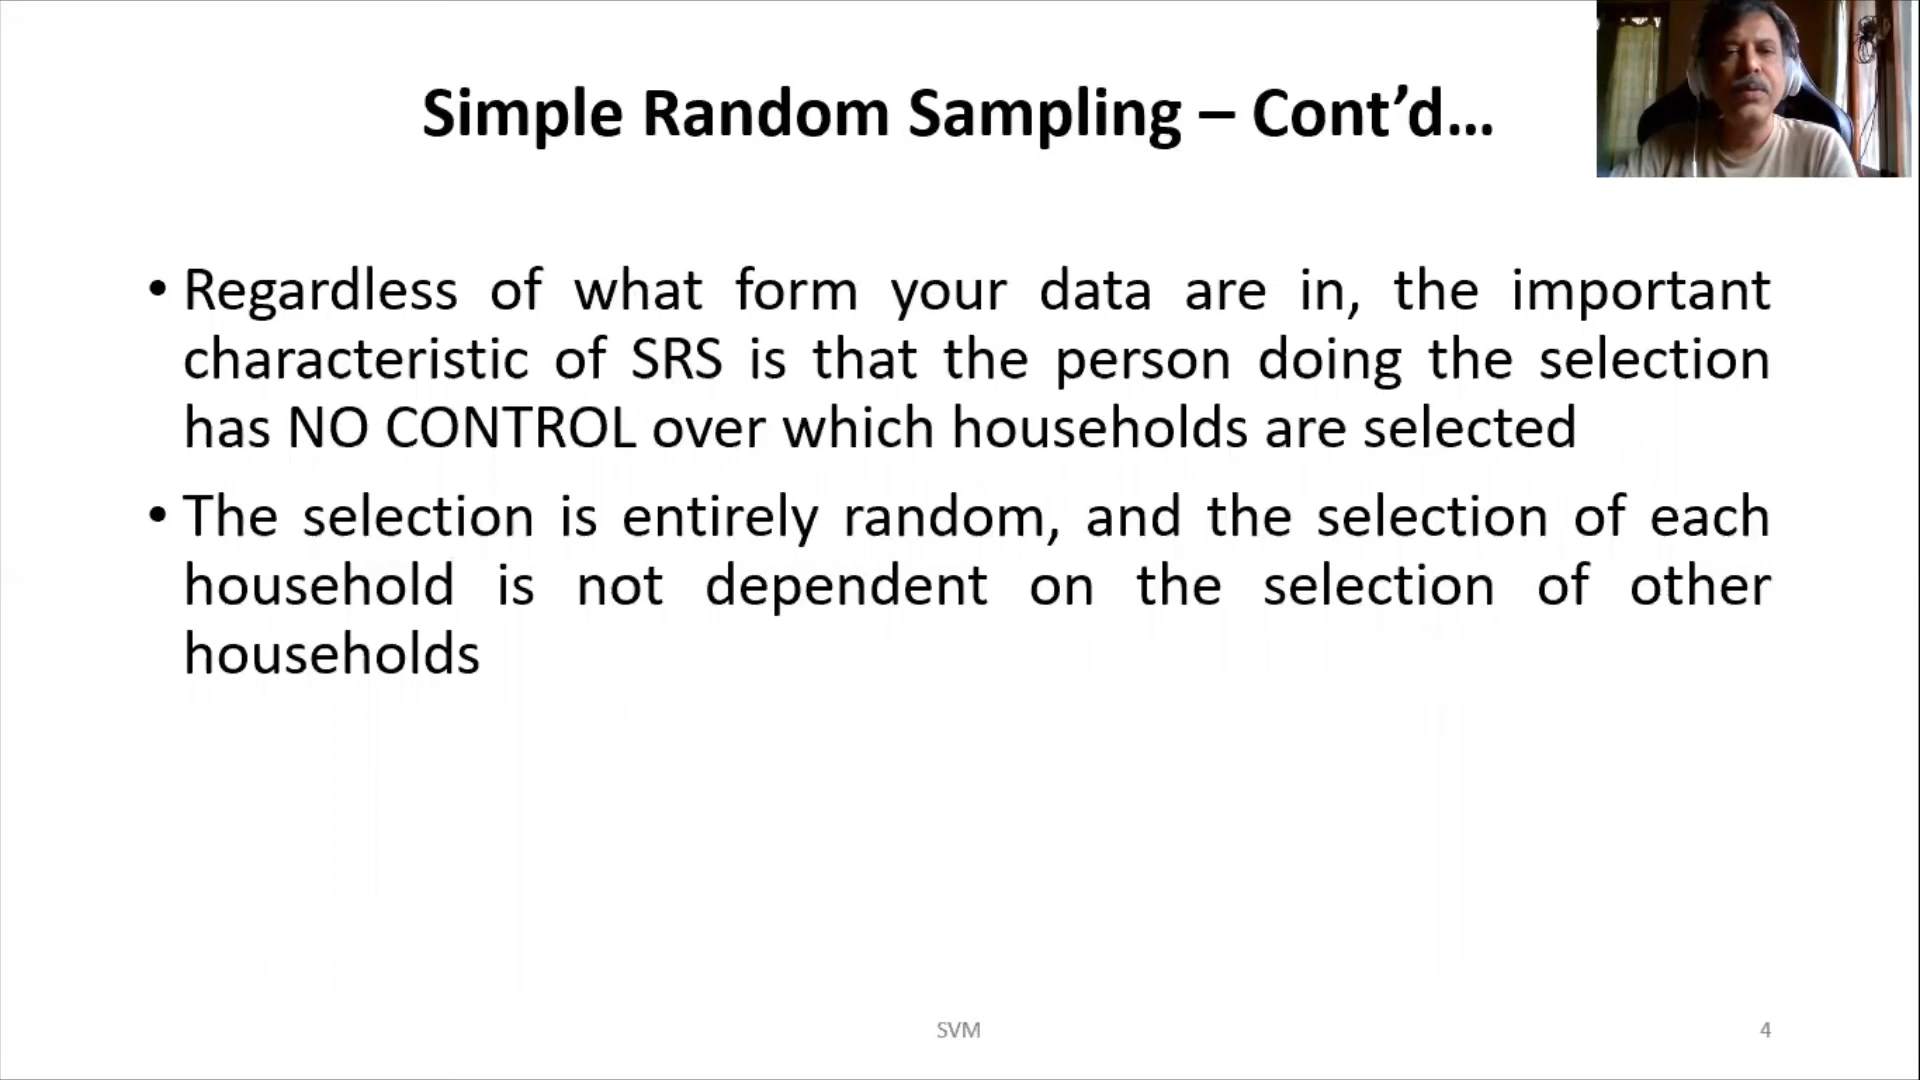 Simple Random Sampling – Cont’d…
• Regardless of what form your data are in, the important
characteristic of SRS is that the person doing the selection
has NO CONTROL over which households are selected
• The selection is entirely random, and the selection of each
household is not dependent on the selection of other
households
SVM
4